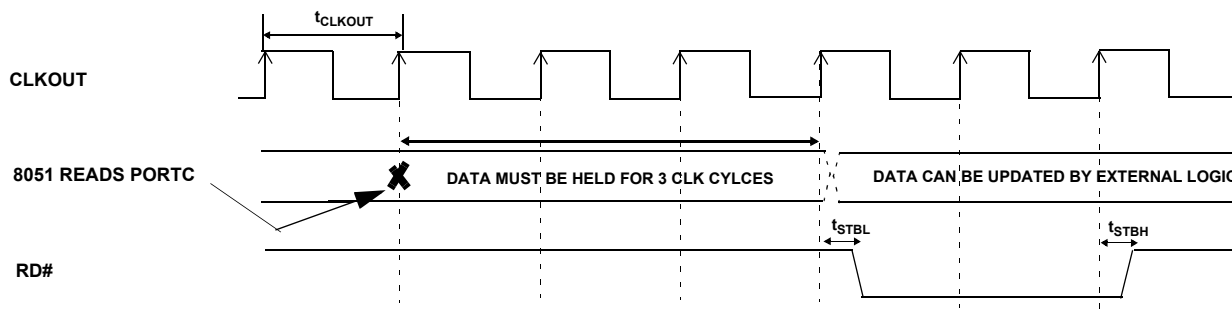 tCLKOUT
CLKOUT
8051 READS PORTC
DATA MUST BE HELD FOR 3 CLK CYLCES
DATA CAN BE UPDATED BY EXTERNAL LOGIC
tSTBL
tSTBH
RD#